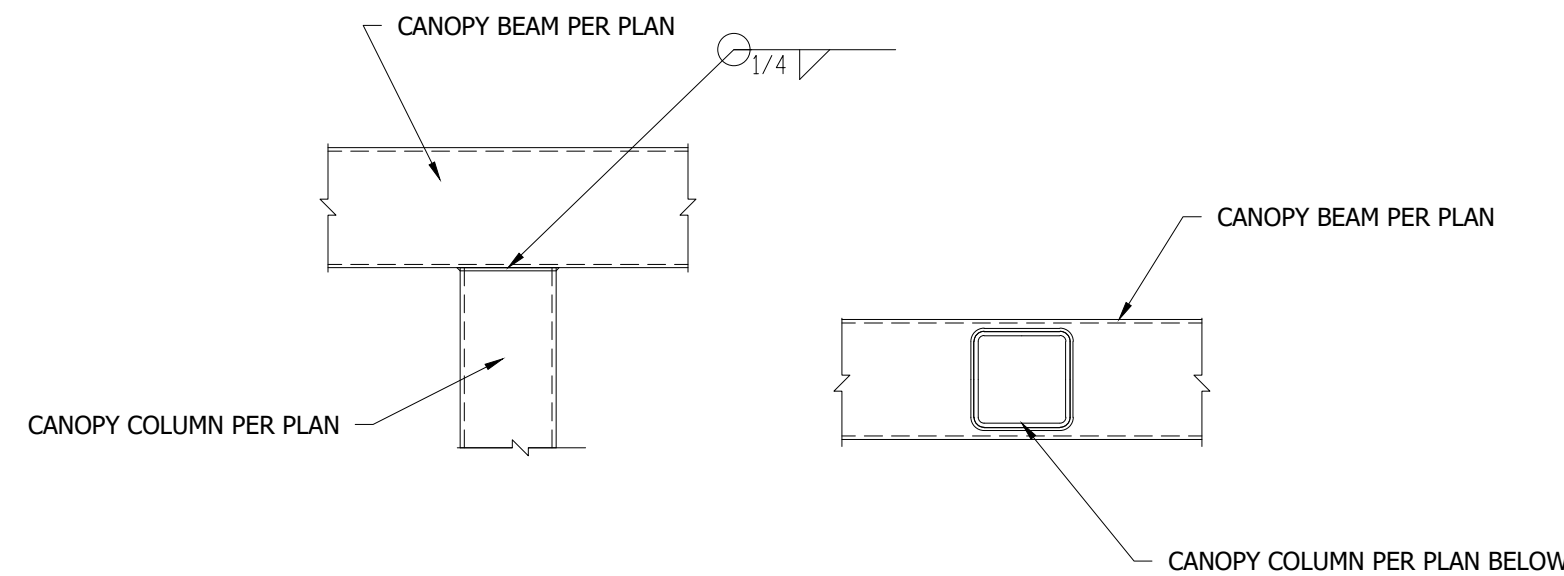 CANOPY BEAM PER PLAN
1/4
CANOPY BEAM PER PLAN
CANOPY COLUMN PER PLAN
CANOPY COLUMN PER PLAN BELOW